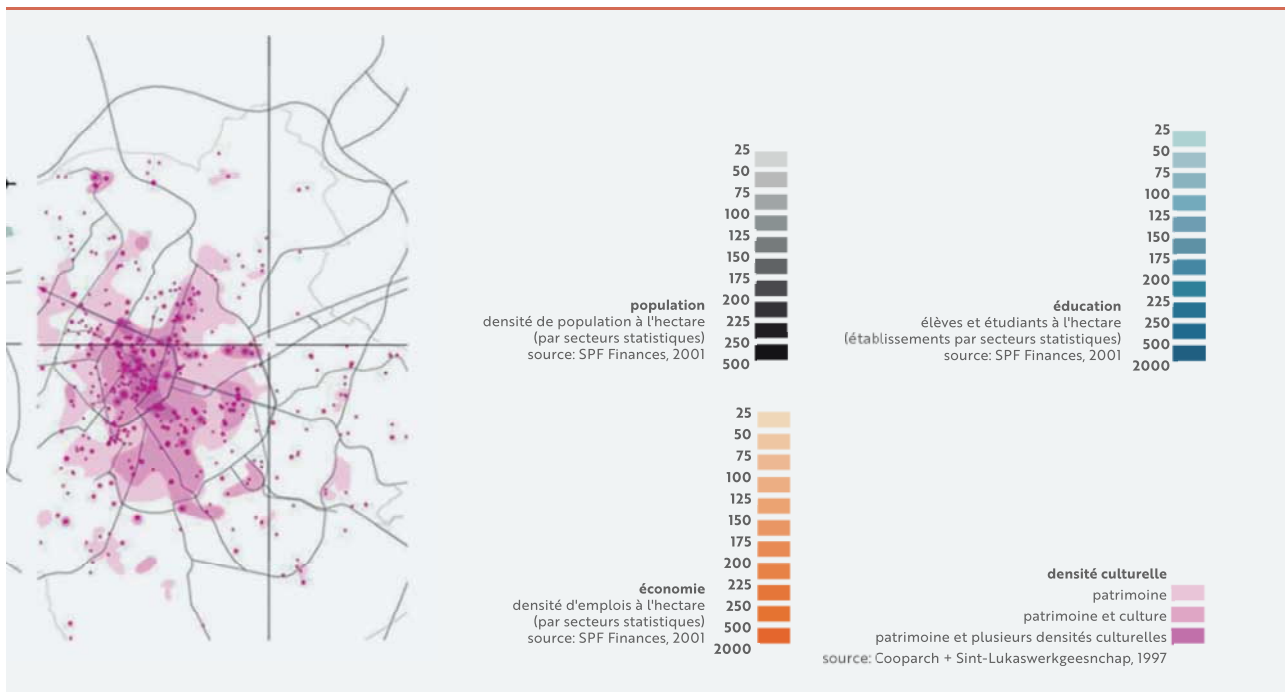 25
50
75
100
125
150
175
200
225
250
500
population
densité de population à l'hectare
(par secteurs statistiques)
source: SPF Finances, 2001
25
50
75
100
125
150
175
200
225
250
500
2000
éducation
élèves et étudiants à l'hectare
(établissements par secteurs statistiques)
source: SPF Finances, 2001
25
50
75
100
125
150
175
200
225
250
500
2000
économie
densité d'emplois à l'hectare
(par secteurs statistiques)
source: SPF Finances, 2001
densité culturelle
patrimoine
patrimoine et culture
patrimoine et plusieurs densités culturelles
source: Cooparch + Sint-Lukaswerkgeesnchap, 1997